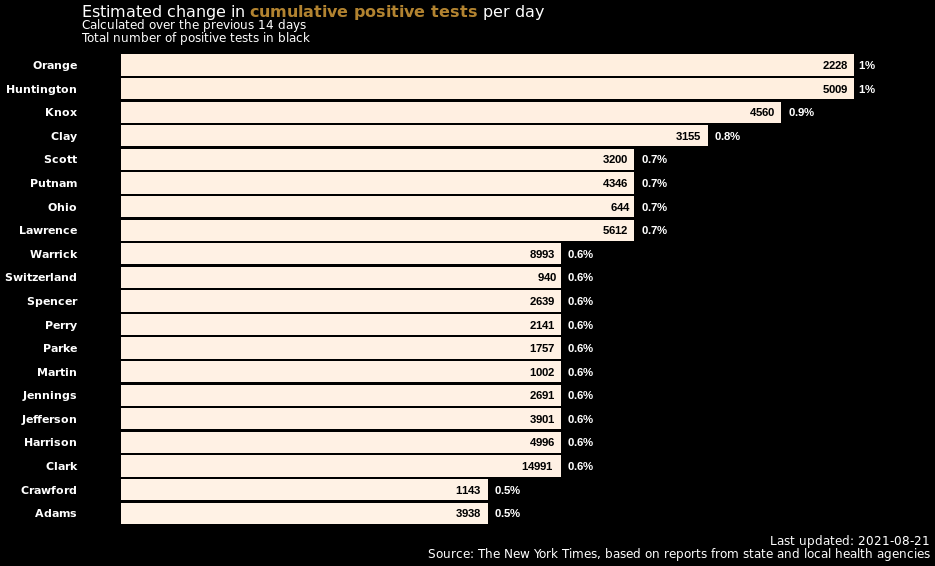 Estimated change in cumulative positive tests per day
Calculated over the previous 14 days
Total number of positive tests in black
Orange 2228 1%
Huntington 5009 1%
Knox 4560 0.9%
Clay 3155 0.8%
Scott 3200 0.7%
Putnam 4346 0.7%
Ohio 644 0.7%
Lawrence 5612 0.7%
Warrick 8993 0.6%
Switzerland 940 0.6%
Spencer 2639 0.6%
Perry 2141 0.6%
Parke 1757 0.6%
Martin 1002 0.6%
Jennings 2691 0.6%
Jefferson 3901 0.6%
Harrison 4996 0.6%
Clark 14991 0.6%
Crawford 1143 0.5%
Adams 3938 0.5%
Last updated: 2021-08-21
Source: The New York Times, based on reports from state and local health agencies